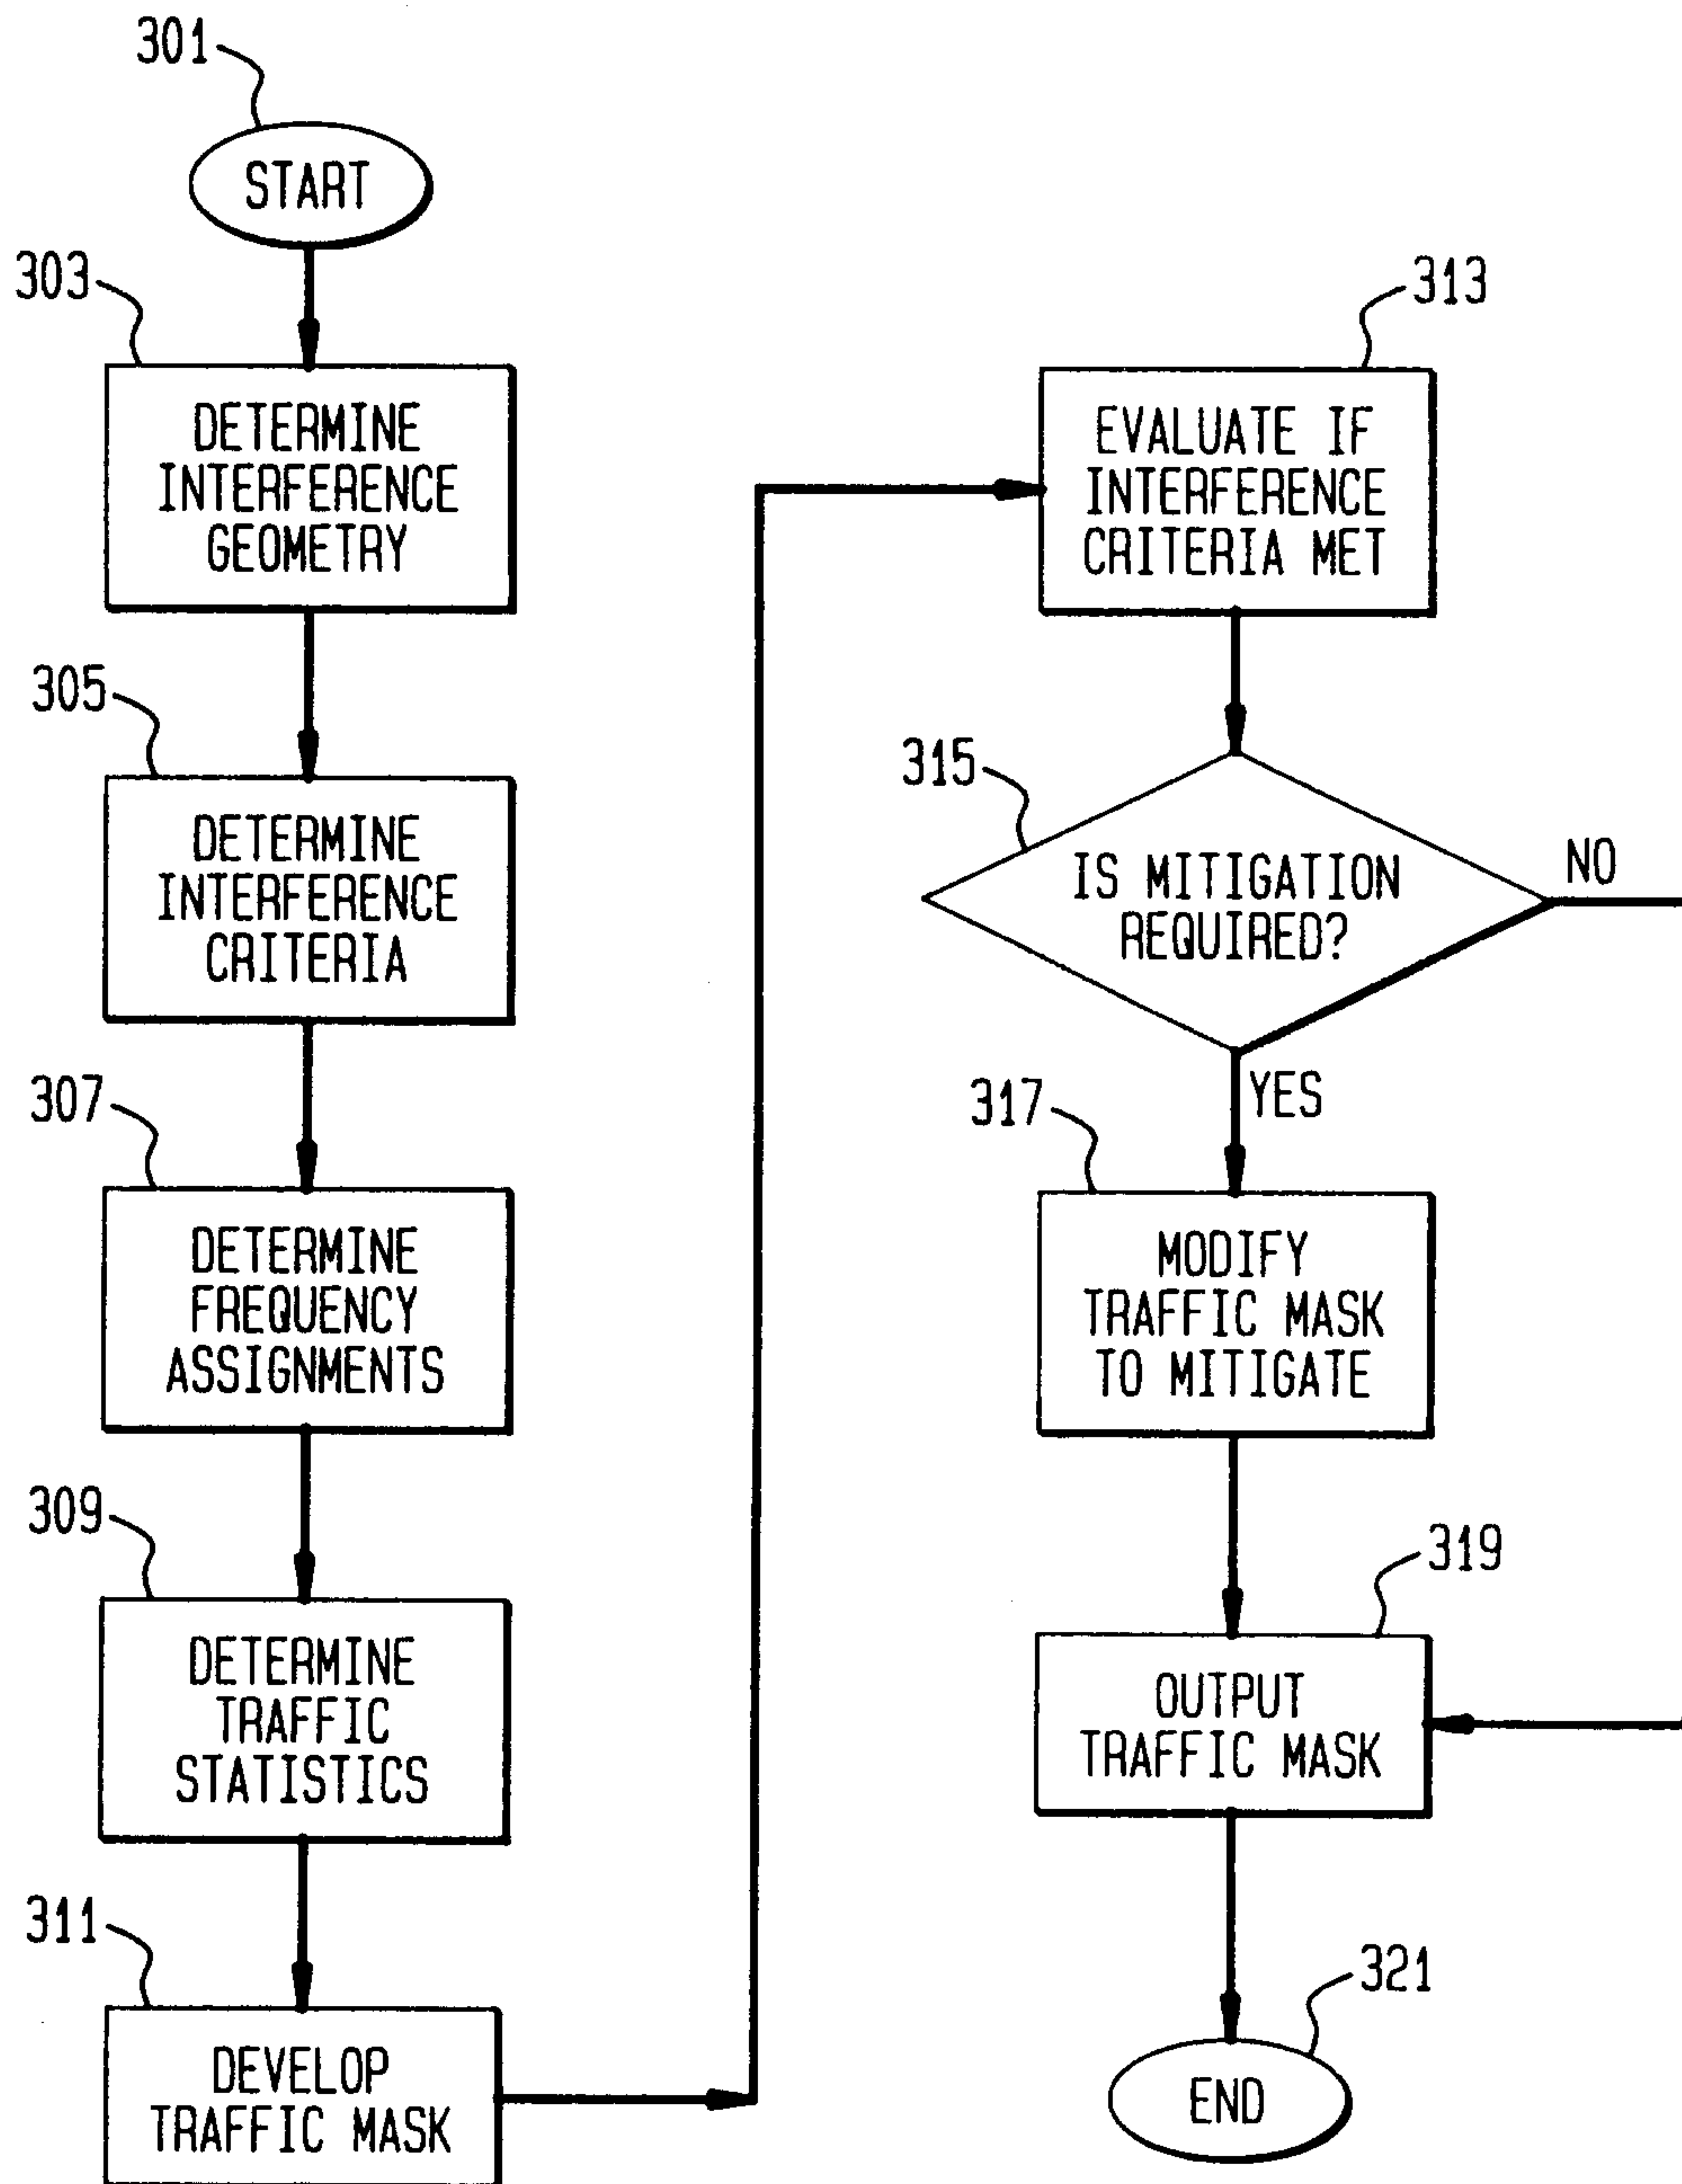 301
START
303
DETERMINE
INTERFERENCE
GEOMETRY
305
DETERMINE
INTERFERENCE
CRITERIA
307
DETERMINE
FREQUENCY
ASSIGNMENTS
309
DETERMINE
TRAFFIC
STATISTICS
311
DEVELOP
TRAFFIC MASK
313
EVALUATE IF
INTERFERENCE
CRITERIA MET
315
IS MITIGATION
REQUIRED?
NO
YES
317
MODIFY
TRAFFIC MASK
TO MITIGATE
319
OUTPUT
TRAFFIC MASK
321
END